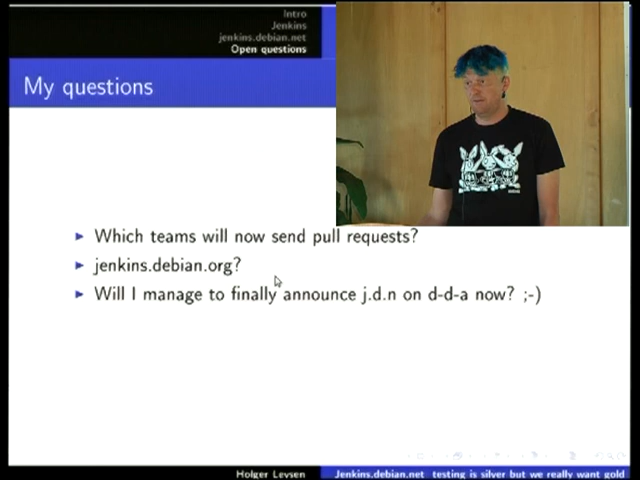 Intro
Jenkins
jenkins.debian.net
Open questions
My questions
Which teams will now send pull requests?
jenkins.debian.org?
Will I manage to finally announce j.d.n on d-d-a now? ;-)
Holger Levsen
Jenkins.debian.net testing is silver but we really want gold